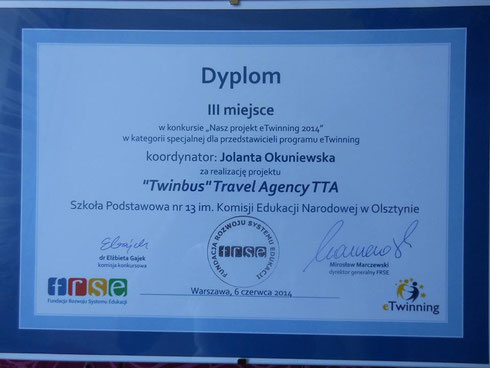 Dyplom
III miejsce
w konkursie „Nasz projekt eTwinning 2014"
w kategorii specjalnej dla przedstawicieli programu eTwinning
koordynator: Jolanta Okuniewska
za realizację projektu
"Twinbus" Travel Agency TTA
Szkoła Podstawowa nr 13 im. Komisji Edukacji Narodowej w Olsztynie
FUNDACJA ROZWOJU SYSTEMU EDUKACJI
frse
dr Elżbieta Gajek
komisja konkursowa
Mirosław Marczewski
dyrektor generalny FRSE
frse
Fundacja Rozwoju Systemu Edukacji
Warszawa, 6 czerwca 2014
eTwinning